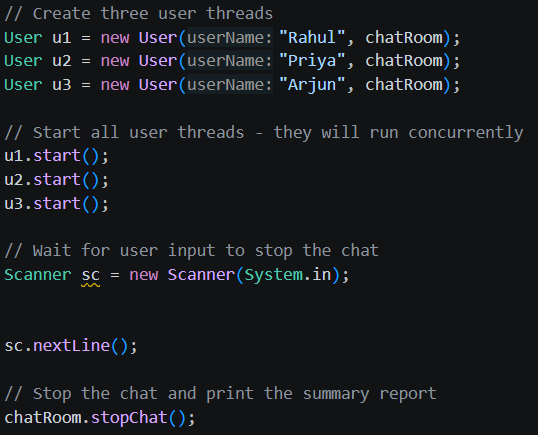 // Create three user threads
User u1 = new User(userName: "Rahul", chatRoom);
User u2 = new User(userName: "Priya", chatRoom);
User u3 = new User(userName: "Arjun", chatRoom);
// Start all user threads - they will run concurrently
u1.start();
u2.start();
u3.start();
// Wait for user input to stop the chat
Scanner sc = new Scanner(System.in);
sc.nextLine();
// Stop the chat and print the summary report
chatRoom.stopChat();